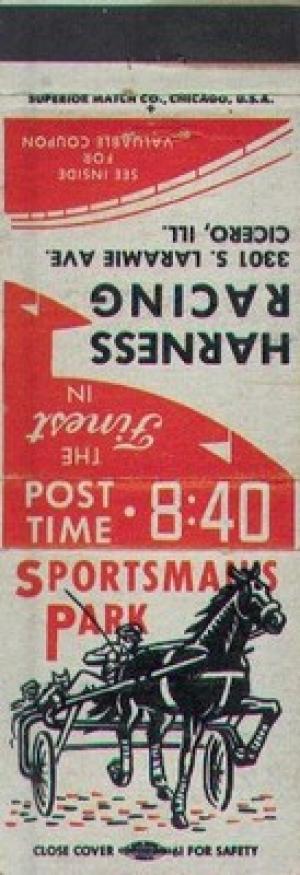 SUPERIOR MATCH CO., CHICAGO, U.S.A.
SEE INSIDE
FOR
VALUABLE COUPON
THE
Finest
IN
HARNESS
RACING
3301 S. LARAMIE AVE.
CICERO, ILL.
POST
TIME • 8:40
SPORTSMAN'S
PARK
CLOSE COVER FOR SAFETY